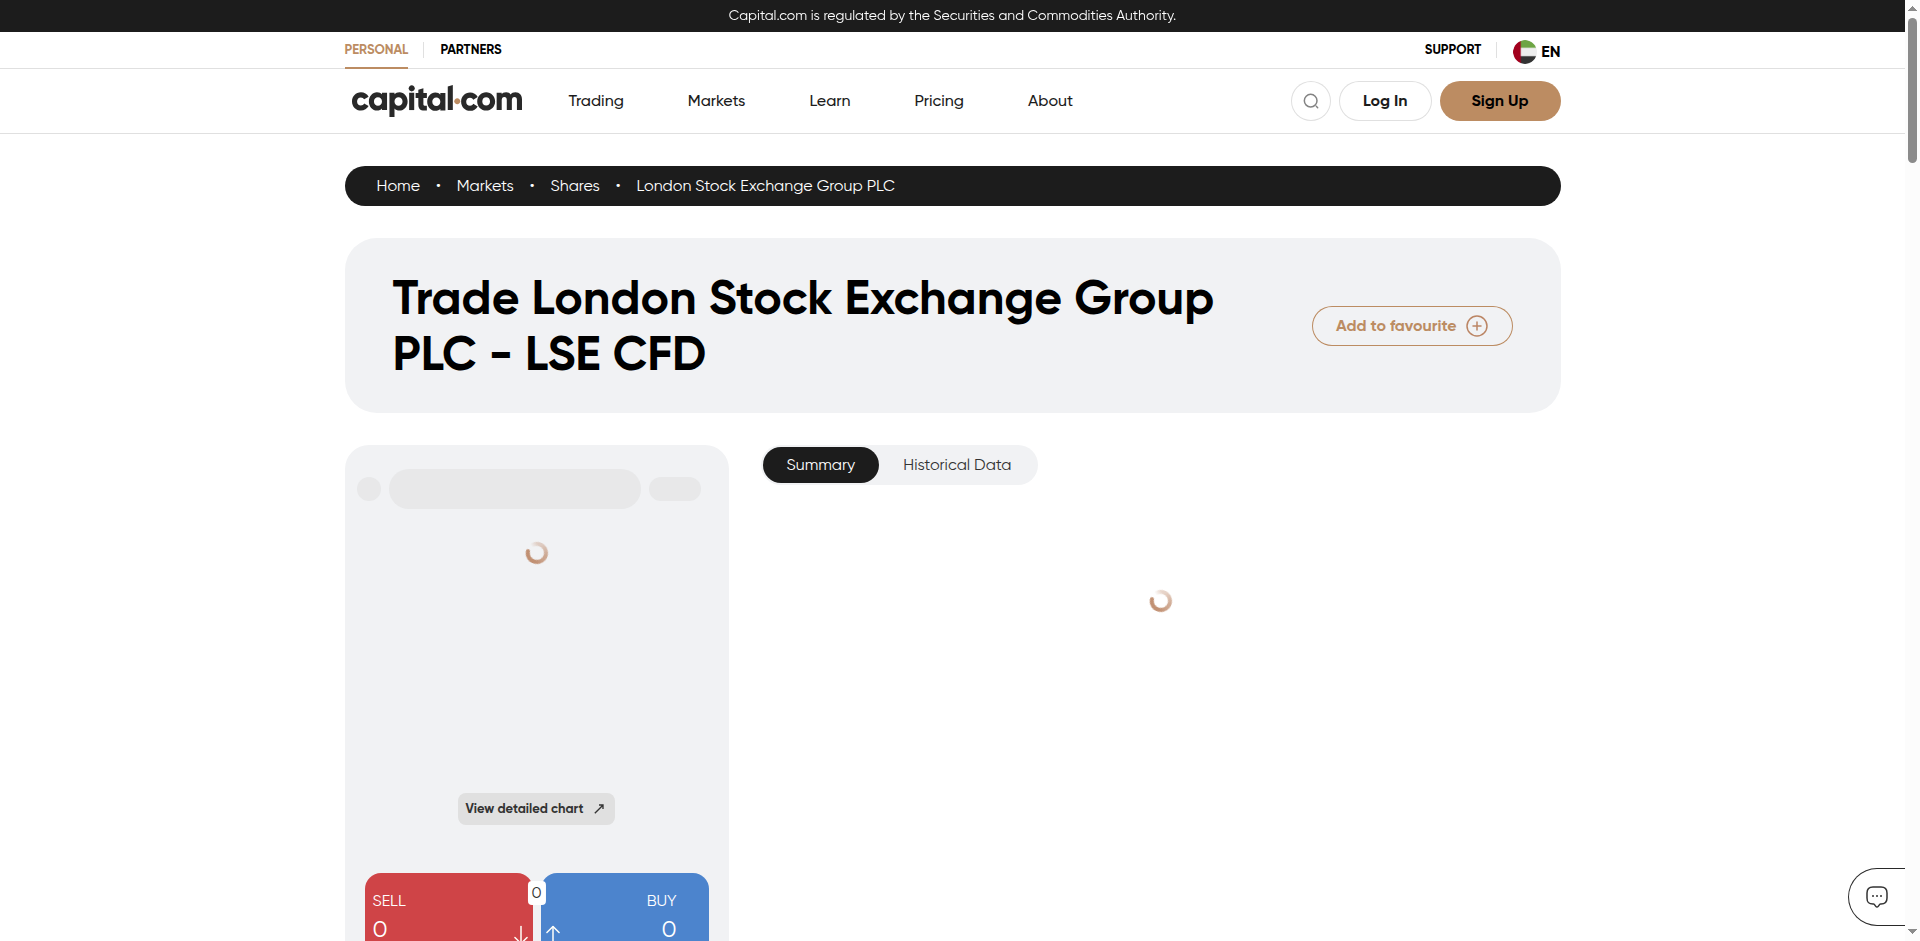 Capital.com is regulated by the Securities and Commodities Authority.
PERSONAL PARTNERS SUPPORT EN
capital.com Trading Markets Learn Pricing About Log In Sign Up
Home • Markets • Shares • London Stock Exchange Group PLC
Trade London Stock Exchange Group
PLC - LSE CFD
Add to favourite
Summary Historical Data
View detailed chart
SELL 0 BUY
0 0